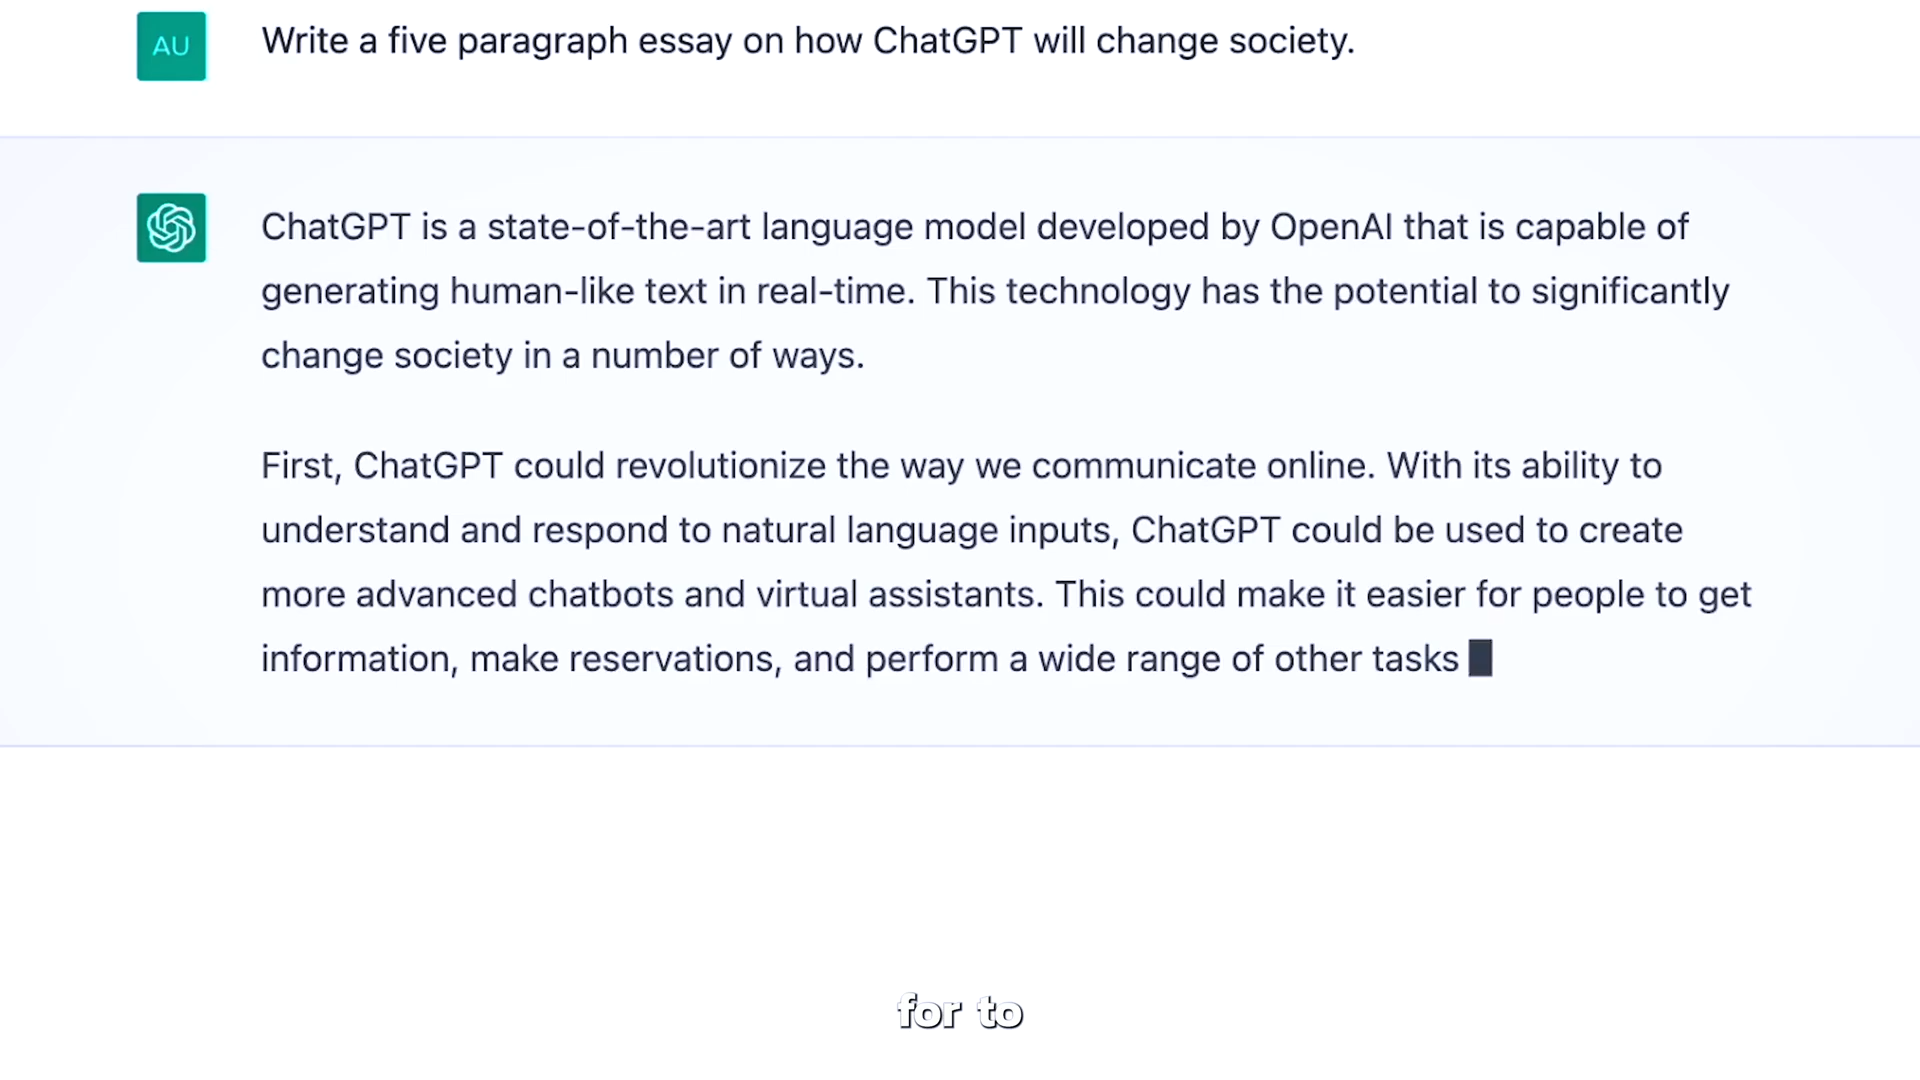 AU
Write a five paragraph essay on how ChatGPT will change society.
ChatGPT is a state-of-the-art language model developed by OpenAI that is capable of
generating human-like text in real-time. This technology has the potential to significantly
change society in a number of ways.
First, ChatGPT could revolutionize the way we communicate online. With its ability to
understand and respond to natural language inputs, ChatGPT could be used to create
more advanced chatbots and virtual assistants. This could make it easier for people to get
information, make reservations, and perform a wide range of other tasks
for to